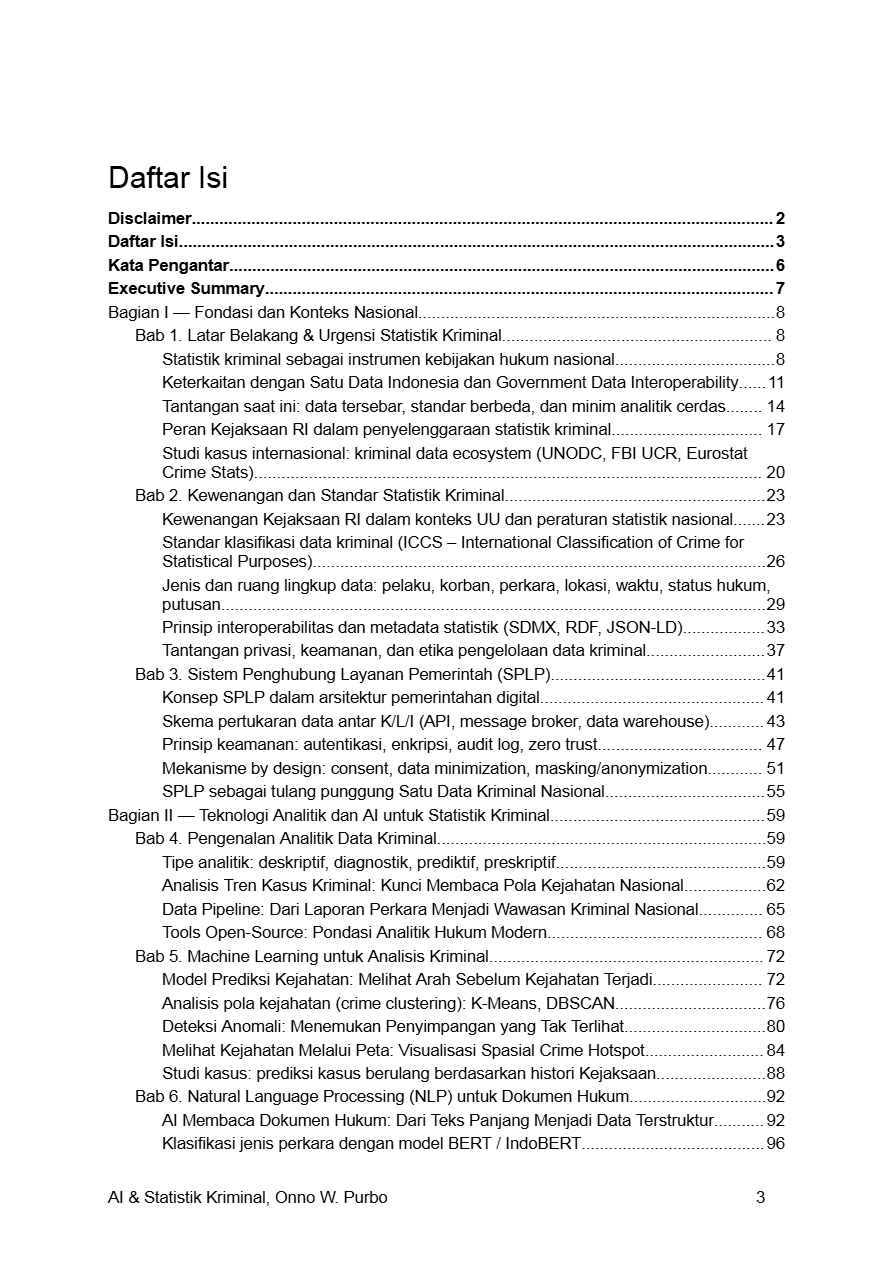 Daftar Isi
Disclaimer........................................................................................................................... 2
Daftar Isi..............................................................................................................................3
Kata Pengantar....................................................................................................................6
Executive Summary............................................................................................................7
Bagian I — Fondasi dan Konteks Nasional..........................................................................8
Bab 1. Latar Belakang & Urgensi Statistik Kriminal....................................................... 8
Statistik kriminal sebagai instrumen kebijakan hukum nasional................................8
Keterkaitan dengan Satu Data Indonesia dan Government Data Interoperability......11
Tantangan saat ini: data tersebar, standar berbeda, dan minim analitik cerdas........ 14
Peran Kejaksaan RI dalam penyelenggaraan statistik kriminal................................. 17
Studi kasus internasional: kriminal data ecosystem (UNODC, FBI UCR, Eurostat
Crime Stats)............................................................................................................. 20
Bab 2. Kewenangan dan Standar Statistik Kriminal.......................................................23
Kewenangan Kejaksaan RI dalam konteks UU dan peraturan statistik nasional.......23
Standar klasifikasi data kriminal (ICCS – International Classification of Crime for
Statistical Purposes)..................................................................................................26
Jenis dan ruang lingkup data: pelaku, korban, perkara, lokasi, waktu, status hukum,
putusan.....................................................................................................................29
Prinsip interoperabilitas dan metadata statistik (SDMX, RDF, JSON-LD)..................33
Tantangan privasi, keamanan, dan etika pengelolaan data kriminal..........................37
Bab 3. Sistem Penghubung Layanan Pemerintah (SPLP)..............................................41
Konsep SPLP dalam arsitektur pemerintahan digital................................................. 41
Skema pertukaran data antar K/L/I (API, message broker, data warehouse)............ 43
Prinsip keamanan: autentikasi, enkripsi, audit log, zero trust.................................... 47
Mekanisme by design: consent, data minimization, masking/anonymization............ 51
SPLP sebagai tulang punggung Satu Data Kriminal Nasional...................................55
Bagian II — Teknologi Analitik dan AI untuk Statistik Kriminal...............................................59
Bab 4. Pengenalan Analitik Data Kriminal.......................................................................59
Tipe analitik: deskriptif, diagnostik, prediktif, preskriptif..............................................59
Analisis Tren Kasus Kriminal: Kunci Membaca Pola Kejahatan Nasional..................62
Data Pipeline: Dari Laporan Perkara Menjadi Wawasan Kriminal Nasional.............. 65
Tools Open-Source: Pondasi Analitik Hukum Modern............................................... 68
Bab 5. Machine Learning untuk Analisis Kriminal............................................................ 72
Model Prediksi Kejahatan: Melihat Arah Sebelum Kejahatan Terjadi........................ 72
Analisis pola kejahatan (crime clustering): K-Means, DBSCAN.................................76
Deteksi Anomali: Menemukan Penyimpangan yang Tak Terlihat...............................80
Melihat Kejahatan Melalui Peta: Visualisasi Spasial Crime Hotspot.......................... 84
Studi kasus: prediksi kasus berulang berdasarkan histori Kejaksaan........................88
Bab 6. Natural Language Processing (NLP) untuk Dokumen Hukum..............................92
AI Membaca Dokumen Hukum: Dari Teks Panjang Menjadi Data Terstruktur........... 92
Klasifikasi jenis perkara dengan model BERT / IndoBERT........................................96
AI & Statistik Kriminal, Onno W. Purbo 3